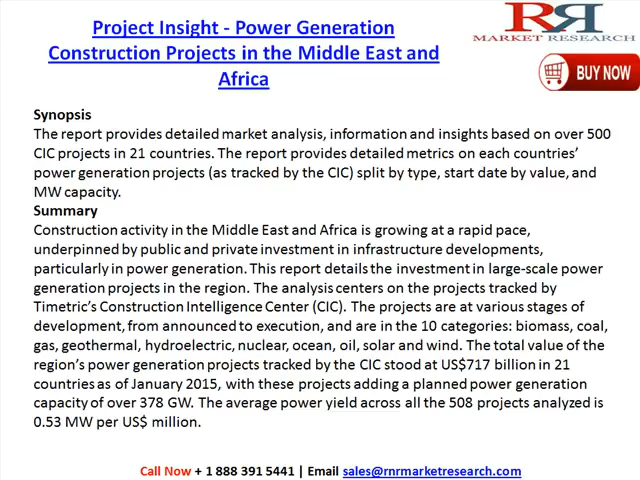 Project Insight - Power Generation
Construction Projects in the Middle East and
Africa
RR
MARKET RESEARCH
BUY NOW
Synopsis
The report provides detailed market analysis, information and insights based on over 500
CIC projects in 21 countries. The report provides detailed metrics on each countries’
power generation projects (as tracked by the CIC) split by type, start date by value, and
MW capacity.
Summary
Construction activity in the Middle East and Africa is growing at a rapid pace,
underpinned by public and private investment in infrastructure developments,
particularly in power generation. This report details the investment in large-scale power
generation projects in the region. The analysis centers on the projects tracked by
Timetric’s Construction Intelligence Center (CIC). The projects are at various stages of
development, from announced to execution, and are in the 10 categories: biomass, coal,
gas, geothermal, hydroelectric, nuclear, ocean, oil, solar and wind. The total value of the
region’s power generation projects tracked by the CIC stood at US$717 billion in 21
countries as of January 2015, with these projects adding a planned power generation
capacity of over 378 GW. The average power yield across all the 508 projects analyzed is
0.53 MW per US$ million.
Call Now + 1 888 391 5441 | Email sales@rnrmarketresearch.com